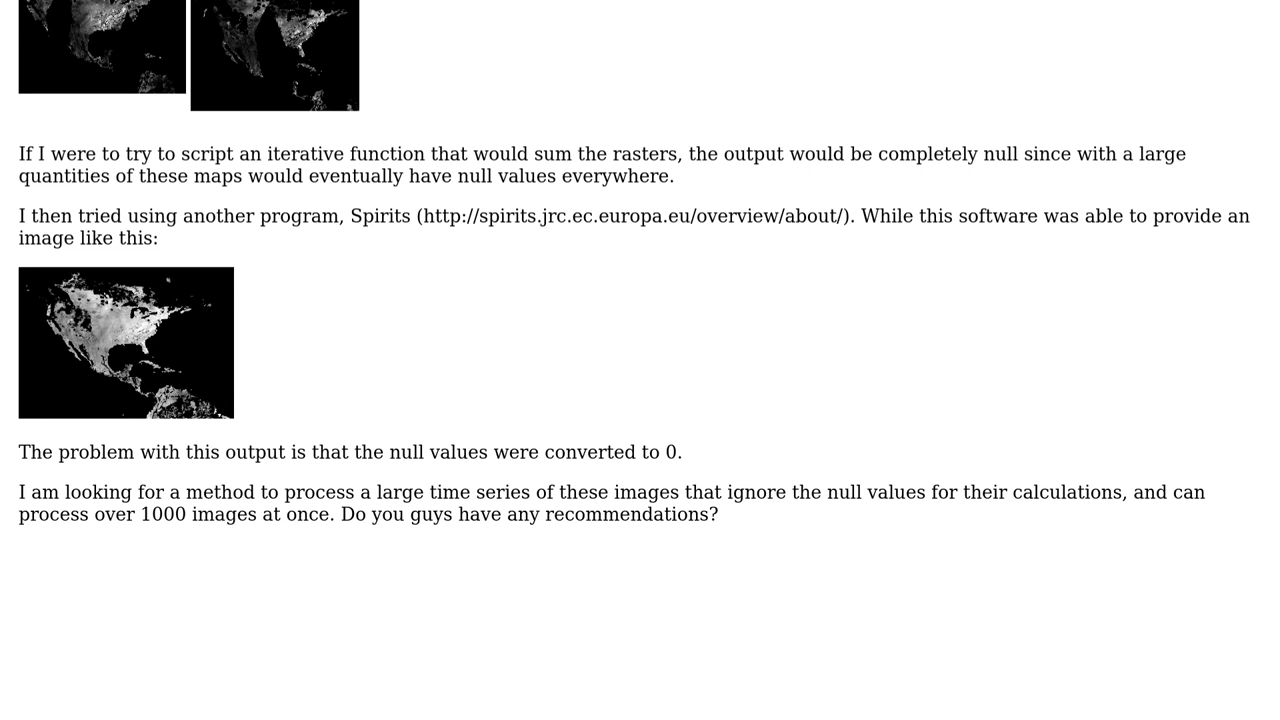 If I were to try to script an iterative function that would sum the rasters, the output would be completely null since with a large
quantities of these maps would eventually have null values everywhere.
I then tried using another program, Spirits (http://spirits.jrc.ec.europa.eu/overview/about/). While this software was able to provide an
image like this:
The problem with this output is that the null values were converted to 0.
I am looking for a method to process a large time series of these images that ignore the null values for their calculations, and can
process over 1000 images at once. Do you guys have any recommendations?